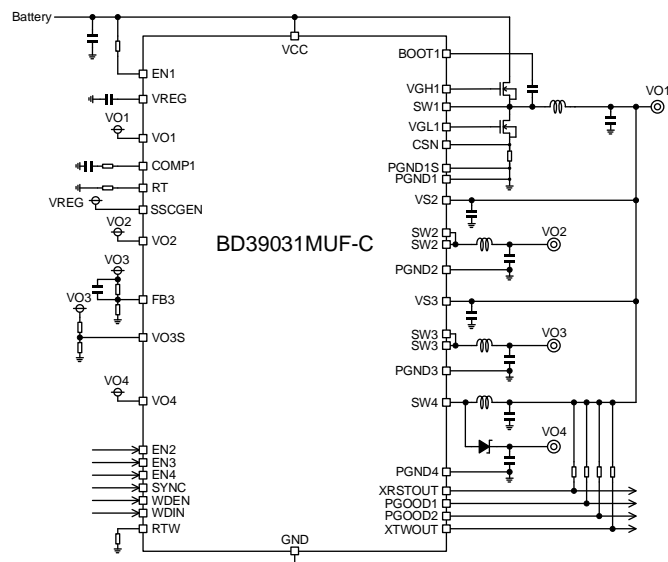 Battery
VCC
BOOT1
EN1
VGH1
VO1
VREG
SW1
VO1
VGL1
VO1
CSN
COMP1
PGND1S
RT
PGND1
VREG
VS2
SSCGEN
VO2
SW2
VO2
VO2
SW2
BD39031MUF-C
VO3
PGND2
FB3
VS3
VO3
SW3
VO3
VO3S
SW3
PGND3
VO4
VO4
SW4
VO4
EN2
EN3
PGND4
EN4
SYNC
XRSTOUT
WDEN
PGOOD1
WDIN
PGOOD2
RTW
XTWOUT
GND